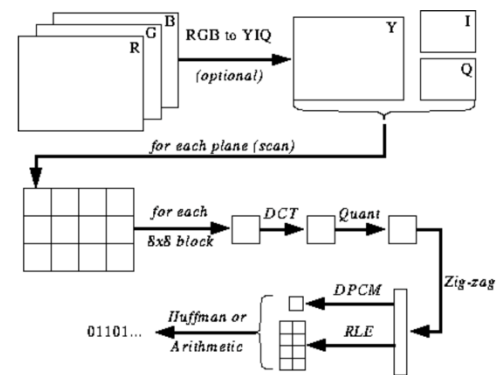 B
G
R
RGB to YIQ
(optional)
Y
I
Q
for each plane (scan)
for each
8x8 block
DCT
Quant
Zig-zag
DPCM
RLE
Huffman or
Arithmetic
01101...